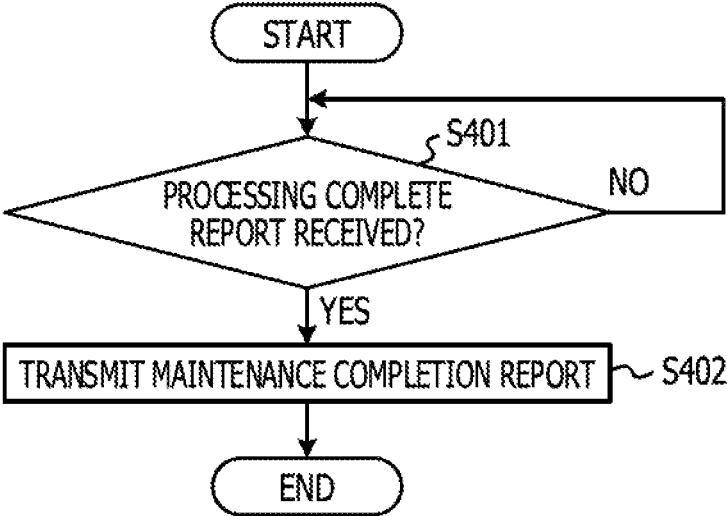 START
S401
PROCESSING COMPLETE
REPORT RECEIVED?
NO
YES
TRANSMIT MAINTENANCE COMPLETION REPORT
S402
END